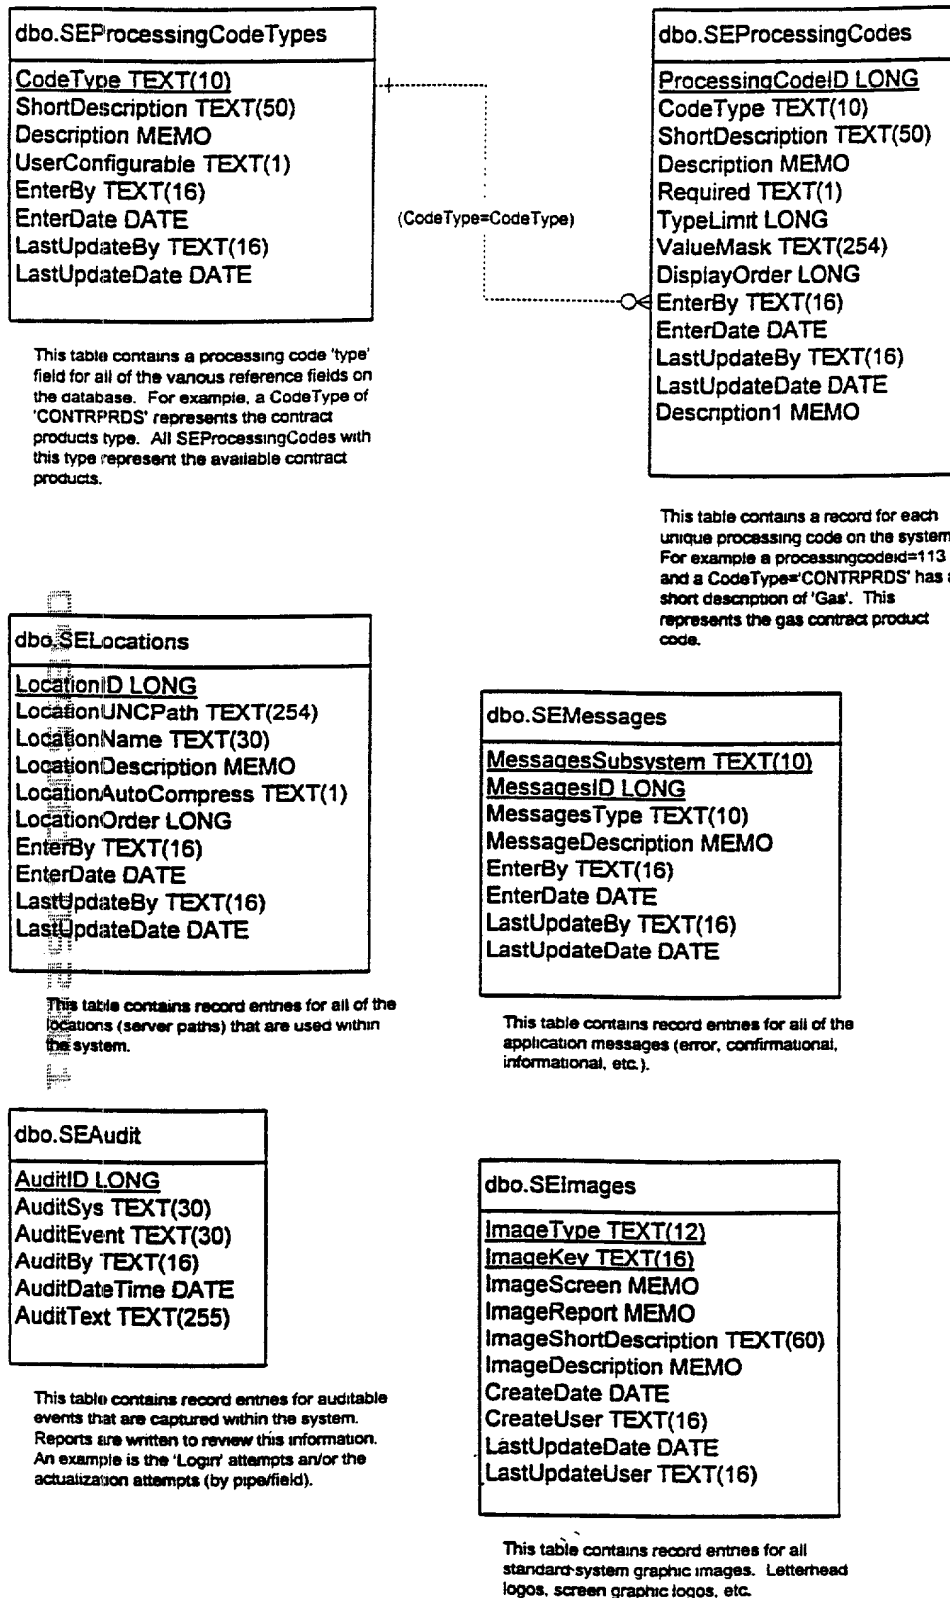 dbo.SEProcessingCodeTypes
CodeType TEXT(10)
ShortDescription TEXT(50)
Description MEMO
UserConfigurable TEXT(1)
EnterBy TEXT(16)
EnterDate DATE
LastUpdateBy TEXT(16)
LastUpdateDate DATE
This table contains a processing code 'type'
field for all of the various reference fields on
the database. For example, a CodeType of
'CONTRPRDS' represents the contract
products type. All SEProcessingCodes with
this type represent the available contract
products.
(CodeType=CodeType)
dbo.SEProcessingCodes
ProcessingCodeID LONG
CodeType TEXT(10)
ShortDescription TEXT(50)
Description MEMO
Required TEXT(1)
TypeLimit LONG
ValueMask TEXT(254)
DisplayOrder LONG
EnterBy TEXT(16)
EnterDate DATE
LastUpdateBy TEXT(16)
LastUpdateDate DATE
Description1 MEMO
This table contains a record for each
unique processing code on the system
For example a processingcodeid=113
and a CodeType='CONTRPRDS' has a
short description of 'Gas'. This
represents the gas contract product
code.
dbo.SELocations
LocationID LONG
LocationUNCPath TEXT(254)
LocationName TEXT(30)
LocationDescription MEMO
LocationAutoCompress TEXT(1)
LocationOrder LONG
EnterBy TEXT(16)
EnterDate DATE
LastUpdateBy TEXT(16)
LastUpdateDate DATE
This table contains record entries for all of the
locations (server paths) that are used within
the system.
dbo.SEMessages
MessagesSubsystem TEXT(10)
MessagesID LONG
MessagesType TEXT(10)
MessageDescription MEMO
EnterBy TEXT(16)
EnterDate DATE
LastUpdateBy TEXT(16)
LastUpdateDate DATE
This table contains record entries for all of the
application messages (error, confirmational,
informational, etc.).
dbo.SEAudit
AuditID LONG
AuditSys TEXT(30)
AuditEvent TEXT(30)
AuditBy TEXT(16)
AuditDateTime DATE
AuditText TEXT(255)
This table contains record entries for auditable
events that are captured within the system.
Reports are written to review this information.
An example is the 'Login' attempts an/or the
actualization attempts (by pipe/field).
dbo.SEImages
ImageType TEXT(12)
ImageKey TEXT(16)
ImageScreen MEMO
ImageReport MEMO
ImageShortDescription TEXT(60)
ImageDescription MEMO
CreateDate DATE
CreateUser TEXT(16)
LastUpdateDate DATE
LastUpdateUser TEXT(16)
This table contains record entries for all
standard system graphic images. Letterhead
logos, screen graphic logos, etc.